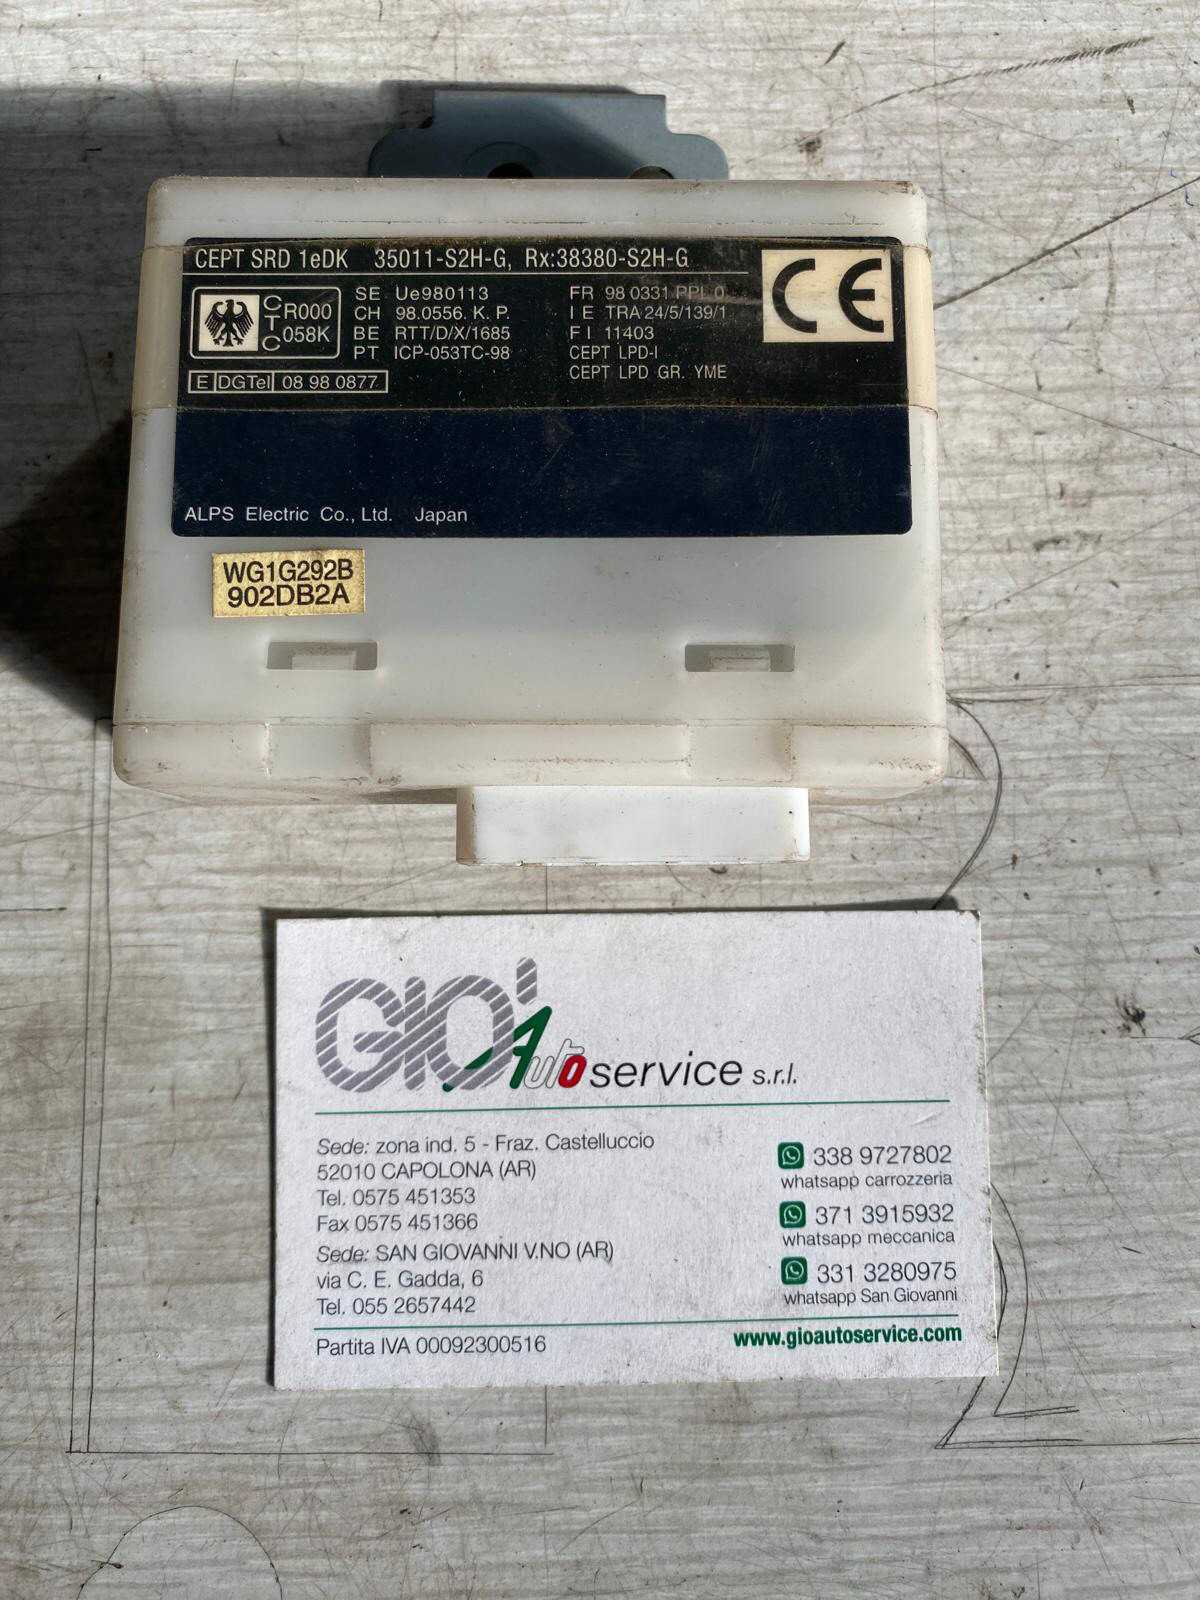 CEPT SRD 1eDK 35011-S2H-G, Rx:38380-S2H-G
CTC R000 058K
SE Ue980113
CH 98.0556. K. P.
BE RTT/D/X/1685
PT ICP-053TC-98
E DGTel 08 98 0877
FR 98 0331 PPL 0
IE TRA 24/5/139/1
FI 11403
CEPT LPD-I
CEPT LPD GR. YME
CE
ALPS Electric Co., Ltd. Japan
WG1G292B
902DB2A
GIO' Autoservice s.r.l.
Sede: zona ind. 5 - Fraz. Castelluccio
52010 CAPOLONA (AR)
Tel. 0575 451353
Fax 0575 451366
Sede: SAN GIOVANNI V.NO (AR)
via C. E. Gadda, 6
Tel. 055 2657442
338 9727802
whatsapp carrozzeria
371 3915932
whatsapp meccanica
331 3280975
whatsapp San Giovanni
Partita IVA 00092300516
www.gioautoservice.com